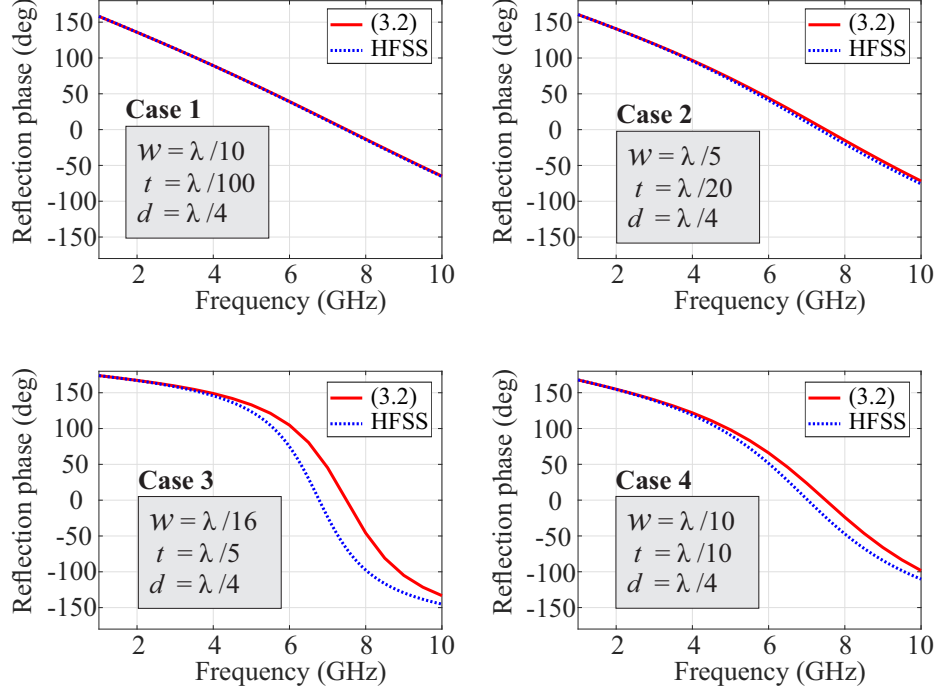 Reflection phase (deg)
150
100
50
0
-50
-100
-150
2
4
6
8
10
Frequency (GHz)
(3.2)
HFSS
Case 1
w = λ/10
t = λ/100
d = λ/4
Reflection phase (deg)
150
100
50
0
-50
-100
-150
2
4
6
8
10
Frequency (GHz)
(3.2)
HFSS
Case 2
w = λ/5
t = λ/20
d = λ/4
Reflection phase (deg)
150
100
50
0
-50
-100
-150
2
4
6
8
10
Frequency (GHz)
(3.2)
HFSS
Case 3
w = λ/16
t = λ/5
d = λ/4
Reflection phase (deg)
150
100
50
0
-50
-100
-150
2
4
6
8
10
Frequency (GHz)
(3.2)
HFSS
Case 4
w = λ/10
t = λ/10
d = λ/4